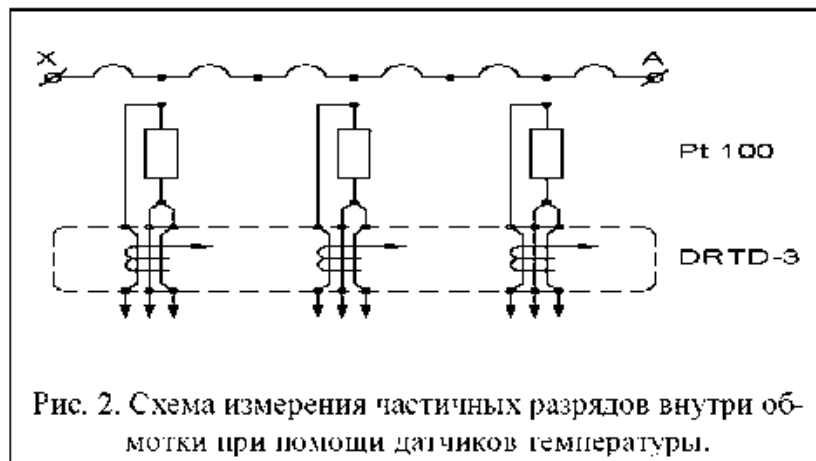 X A
Pt 100
DRTD-3
Рис. 2. Схема измерения частичных разрядов внутри об-
мотки при помощи датчиков температуры.